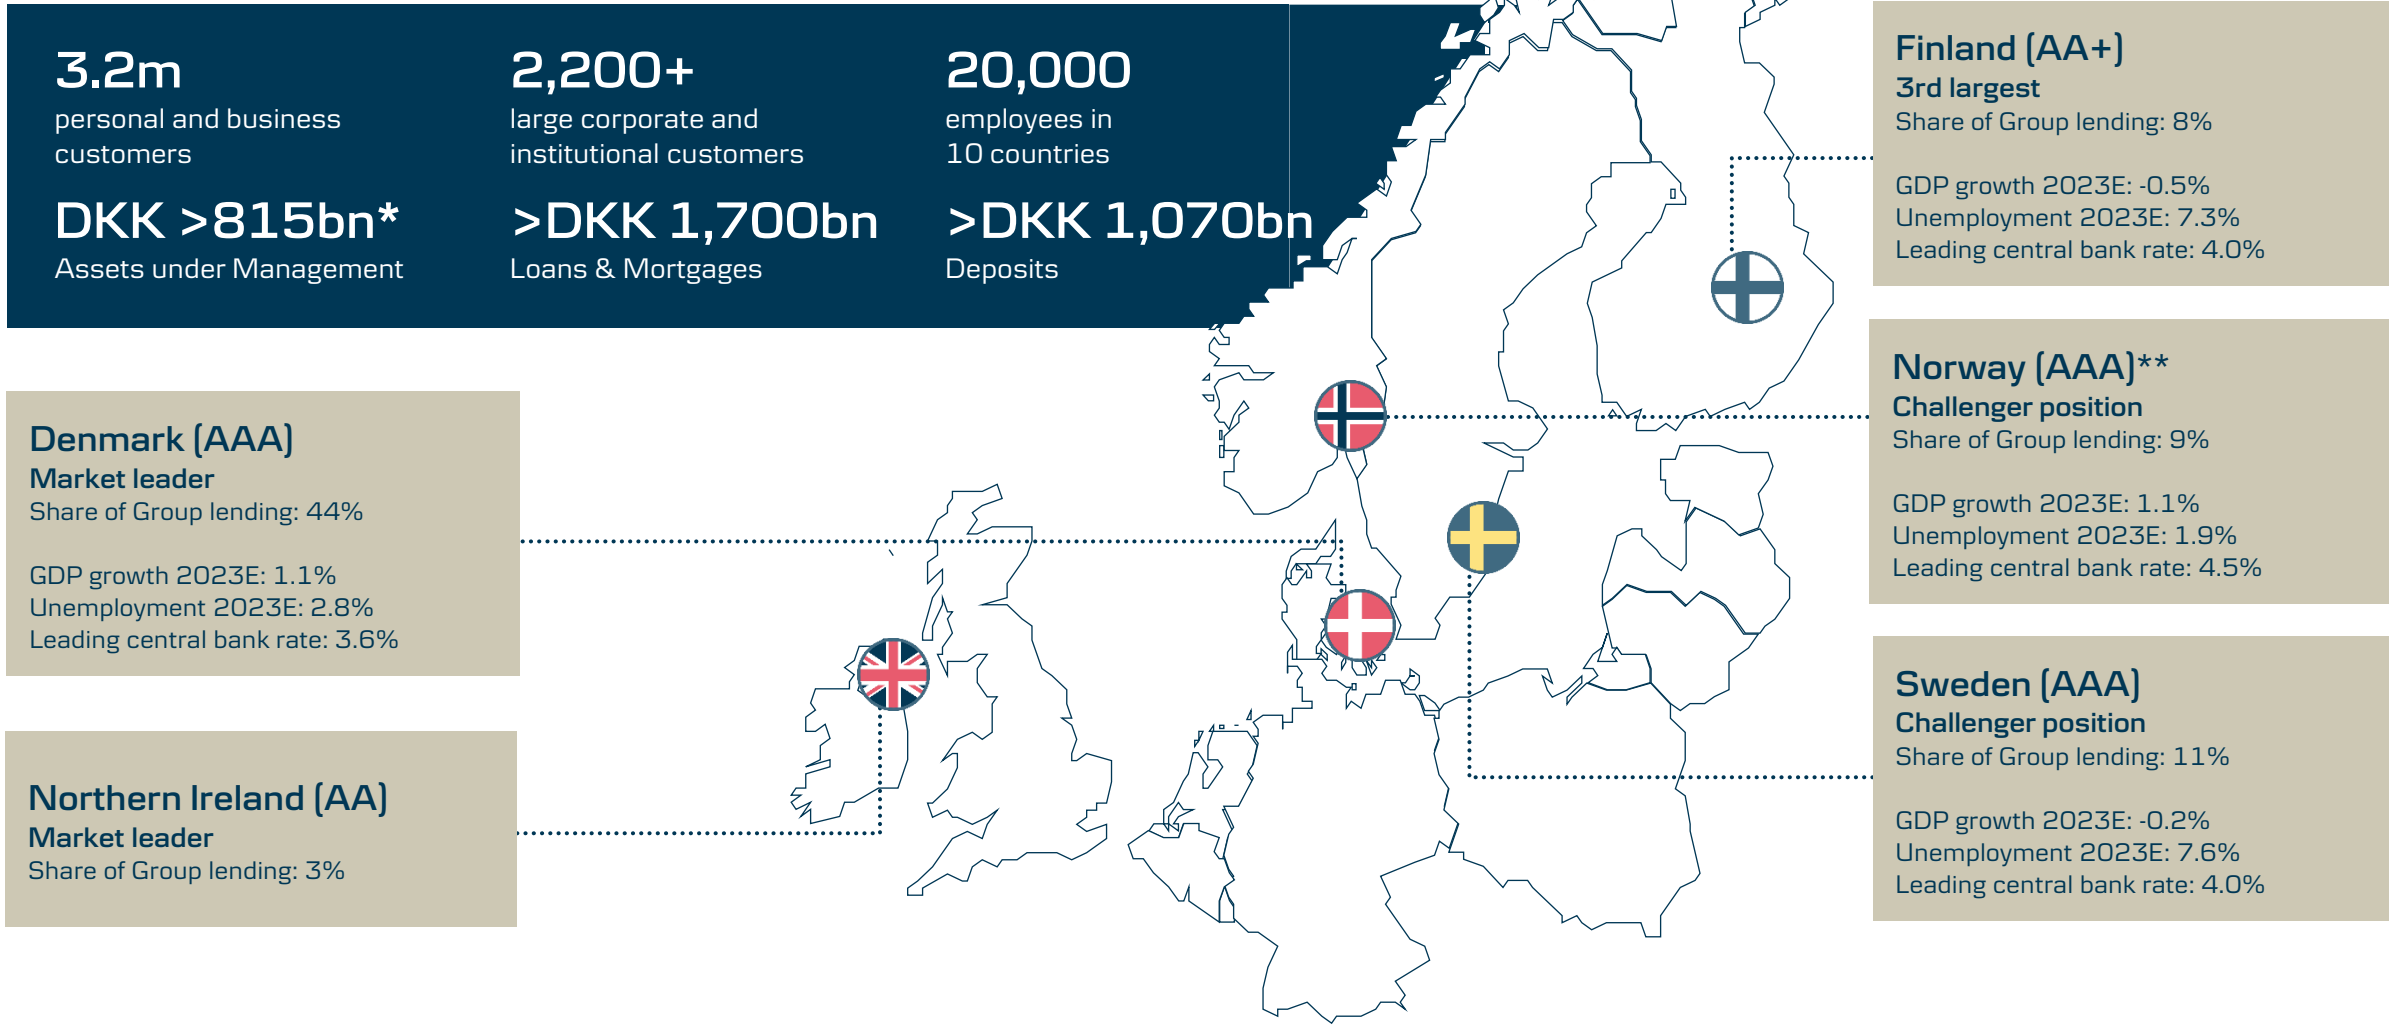 3.2m
personal and business
customers
2,200+
large corporate and
institutional customers
20,000
employees in
10 countries
DKK >815bn*
Assets under Management
>DKK 1,700bn
Loans & Mortgages
>DKK 1,070bn
Deposits
Denmark (AAA)
Market leader
Share of Group lending: 44%
GDP growth 2023E: 1.1%
Unemployment 2023E: 2.8%
Leading central bank rate: 3.6%
Northern Ireland (AA)
Market leader
Share of Group lending: 3%
Finland (AA+)
3rd largest
Share of Group lending: 8%
GDP growth 2023E: -0.5%
Unemployment 2023E: 7.3%
Leading central bank rate: 4.0%
Norway (AAA)**
Challenger position
Share of Group lending: 9%
GDP growth 2023E: 1.1%
Unemployment 2023E: 1.9%
Leading central bank rate: 4.5%
Sweden (AAA)
Challenger position
Share of Group lending: 11%
GDP growth 2023E: -0.2%
Unemployment 2023E: 7.6%
Leading central bank rate: 4.0%